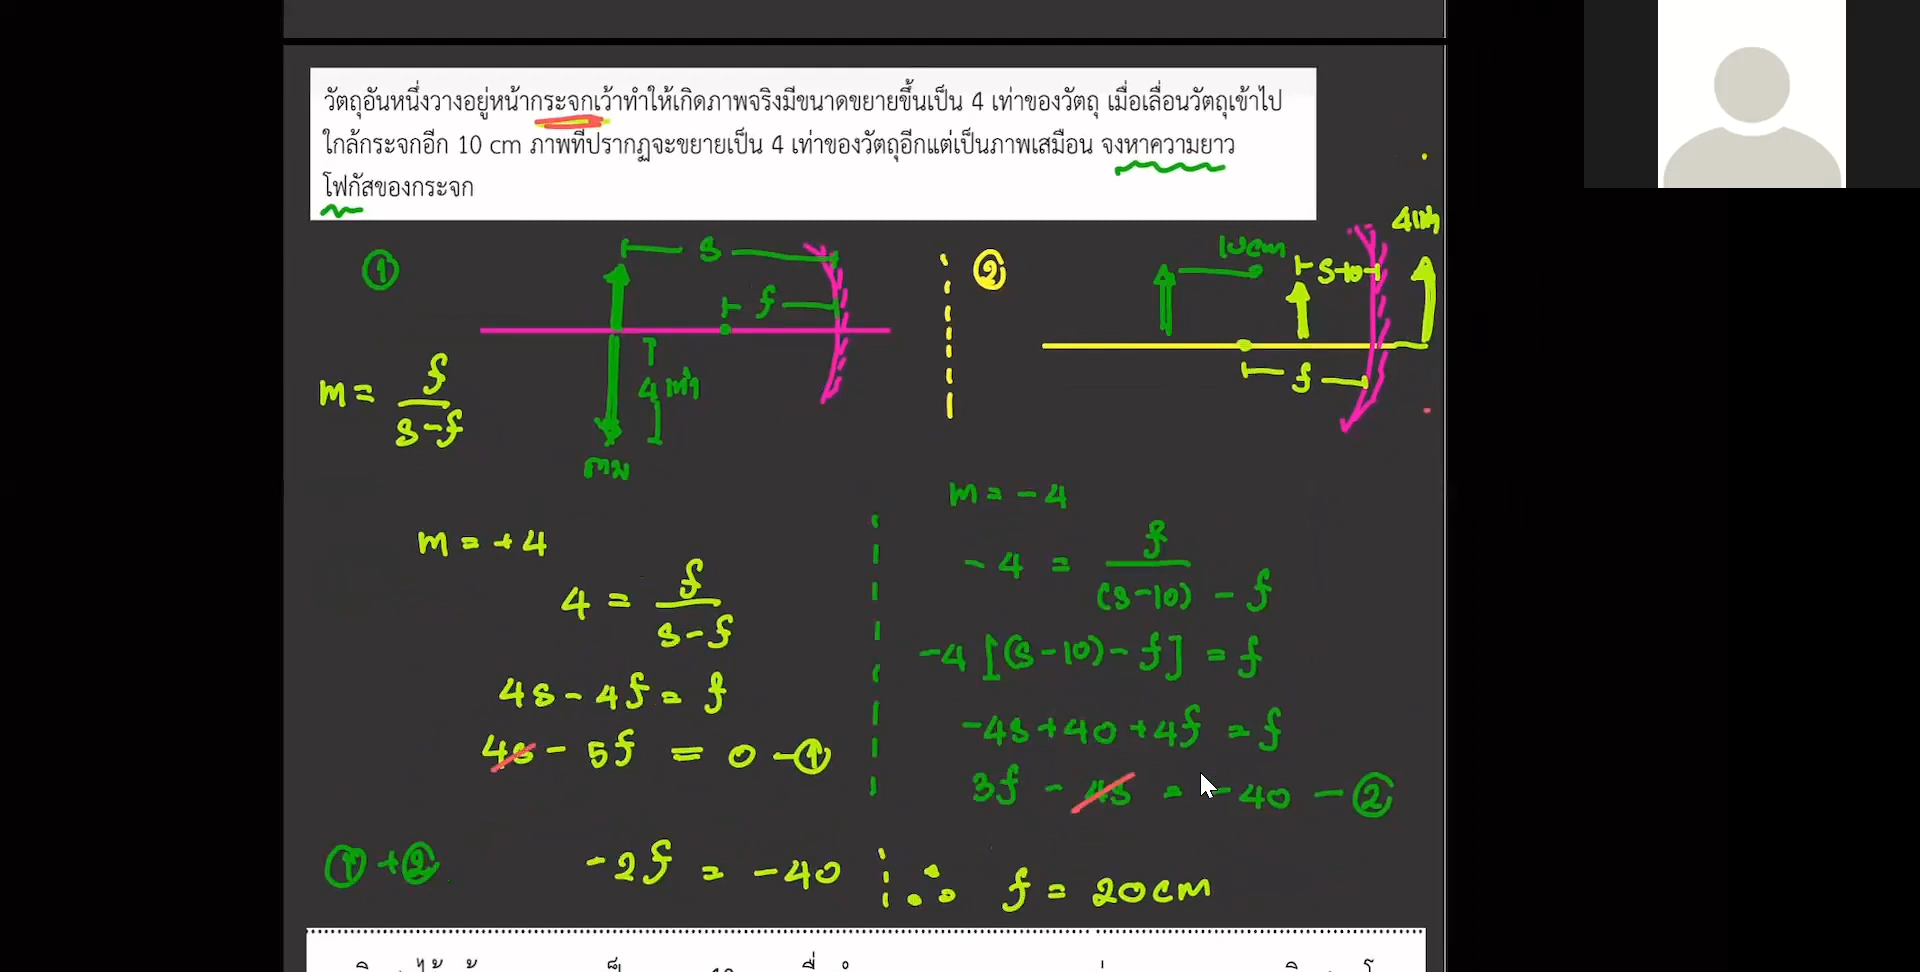 วัตถุอันหนึ่งวางอยู่หน้ากระจกเว้าทำให้เกิดภาพจริงมีขนาดขยายขึ้นเป็น 4 เท่าของวัตถุ เมื่อเลื่อนวัตถุเข้าไป
ใกล้กระจกอีก 10 cm ภาพที่ปรากฏจะขยายเป็น 4 เท่าของวัตถุอีกแต่เป็นภาพเสมือน จงหาความยาว
โฟกัสของกระจก
①
s
f
4 เท่า
m = f/(s-f)
②
10cm
s-10
4เท่า
f
m = +4
4 = f/(s-f)
4s - 4f = f
4s - 5f = 0 - ①
m = -4
-4 = f/((s-10) - f)
-4[(s-10)-f] = f
-4s+40+4f = f
3f - 4s = -40 - ②
①+②
-2f = -40
∴ f = 20cm